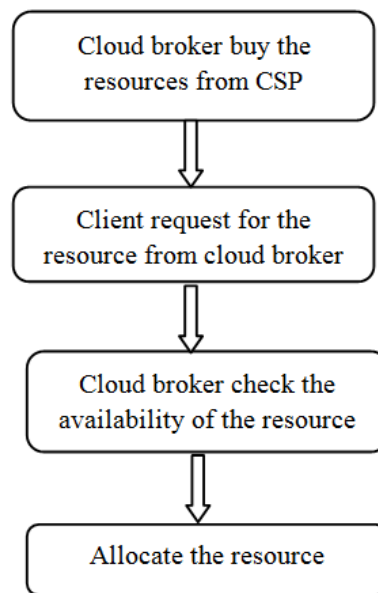 Cloud broker buy the
resources from CSP
Client request for the
resource from cloud broker
Cloud broker check the
availability of the resource
Allocate the resource